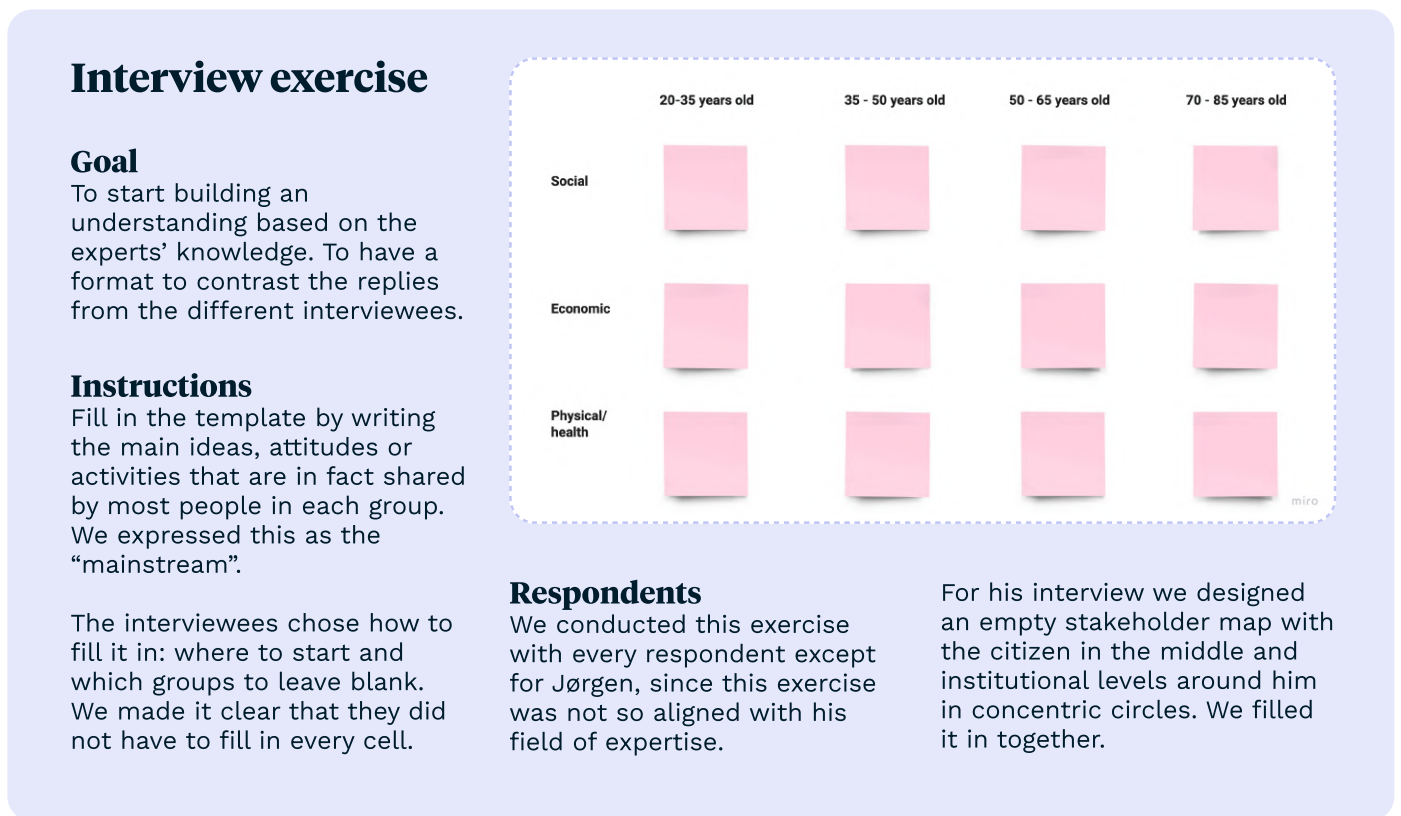 Interview exercise
Goal
To start building an
understanding based on the
experts’ knowledge. To have a
format to contrast the replies
from the different interviewees.
Instructions
Fill in the template by writing
the main ideas, attitudes or
activities that are in fact shared
by most people in each group.
We expressed this as the
“mainstream”.
The interviewees chose how to
fill it in: where to start and
which groups to leave blank.
We made it clear that they did
not have to fill in every cell.
20-35 years old 35 - 50 years old 50 - 65 years old 70 - 85 years old
Social
Economic
Physical/
health
miro
Respondents
We conducted this exercise
with every respondent except
for Jørgen, since this exercise
was not so aligned with his
field of expertise.
For his interview we designed
an empty stakeholder map with
the citizen in the middle and
institutional levels around him
in concentric circles. We filled
it in together.